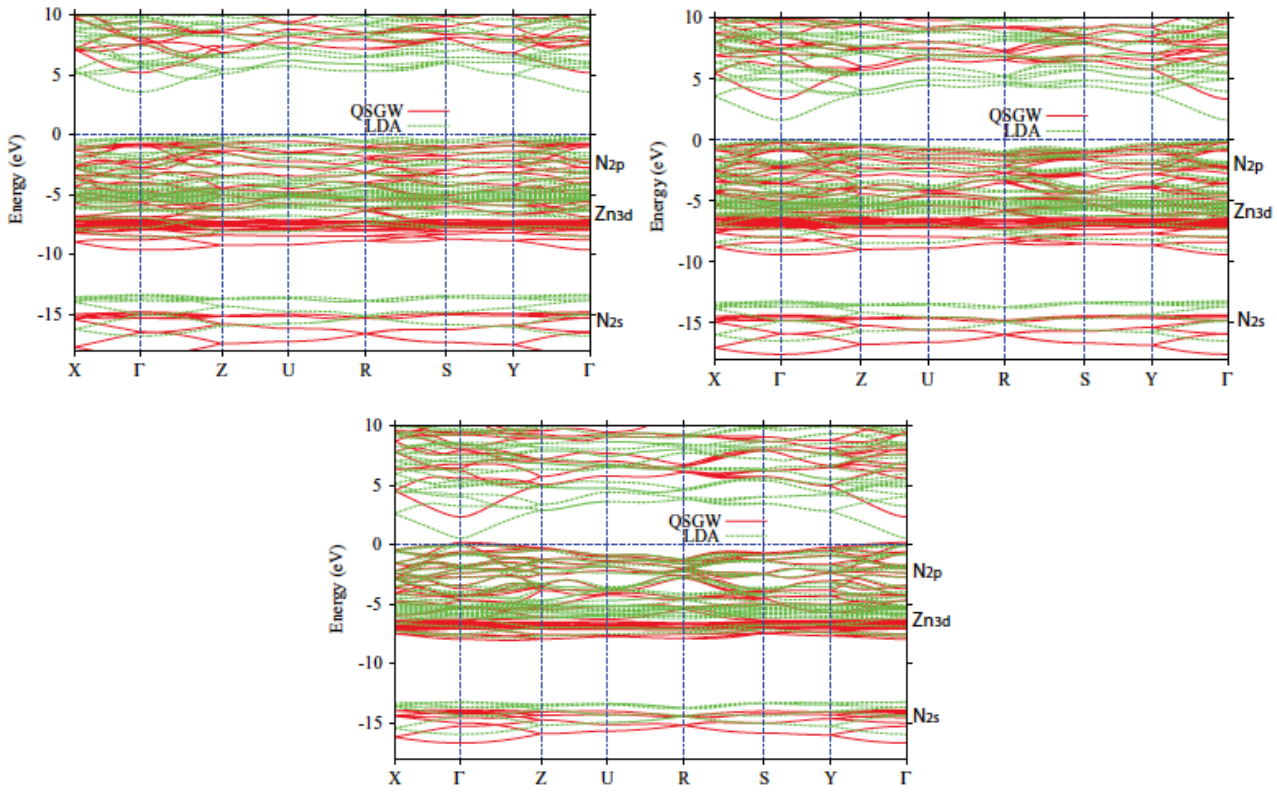 10
5
0
-5
-10
-15
Energy (eV)
QSGW
LDA
N2p
Zn3d
N2s
X Γ Z U R S Y Γ
10
5
0
-5
-10
-15
Energy (eV)
QSGW
LDA
N2p
Zn3d
N2s
X Γ Z U R S Y Γ
10
5
0
-5
-10
-15
Energy (eV)
QSGW
LDA
N2p
Zn3d
N2s
X Γ Z U R S Y Γ